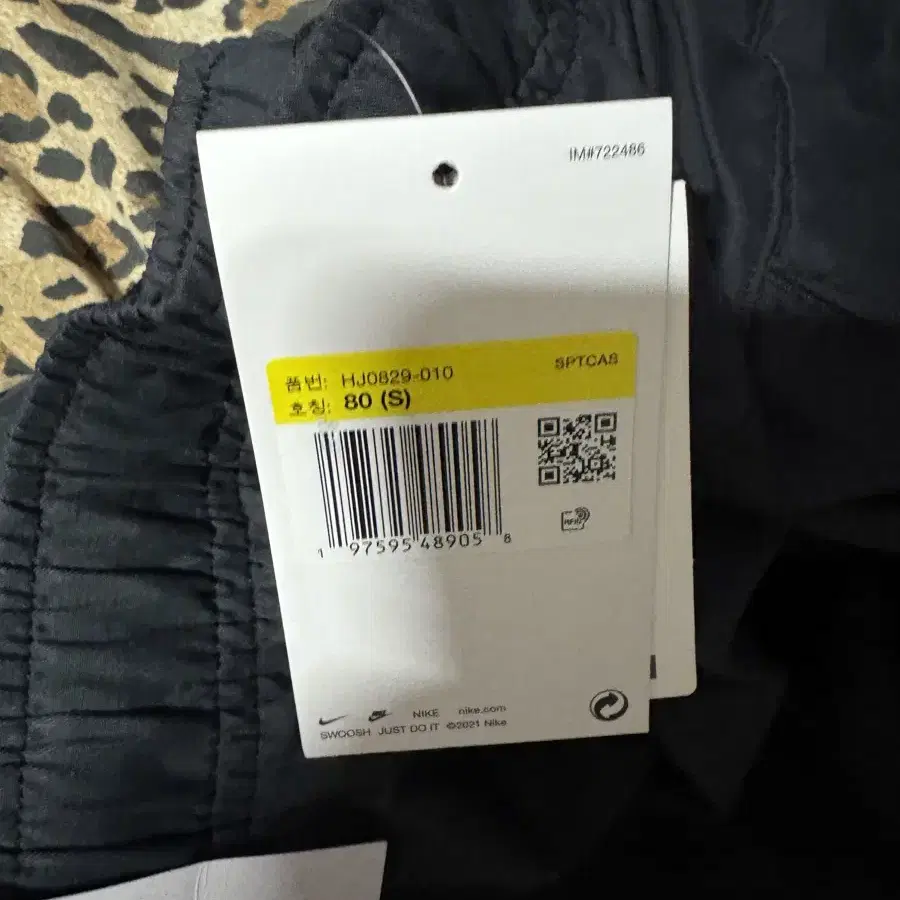 IM#722486
품번: HJ0829-010
SPTCAS
호칭: 80 (S)
1 97595 48905 8
RFID
NIKE nike.com
SWOOSH JUST DO IT ©2021 Nike